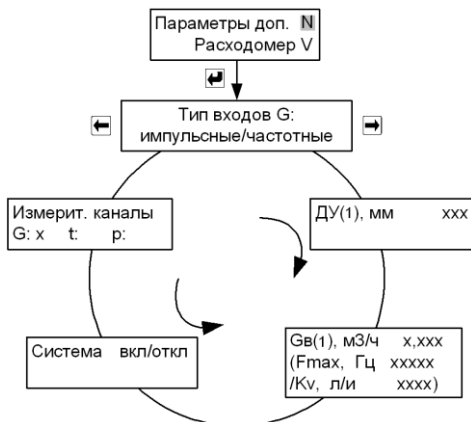 Параметры доп. N
Расходомер V
Тип входов G:
импульсные/частотные
Измерит. каналы
G: x t: p:
ДУ(1), мм xxx
Система вкл/откл
Gв(1), м3/ч x,xxx
(Fmax, Гц xxxxx
/Kv, л/и xxxx)